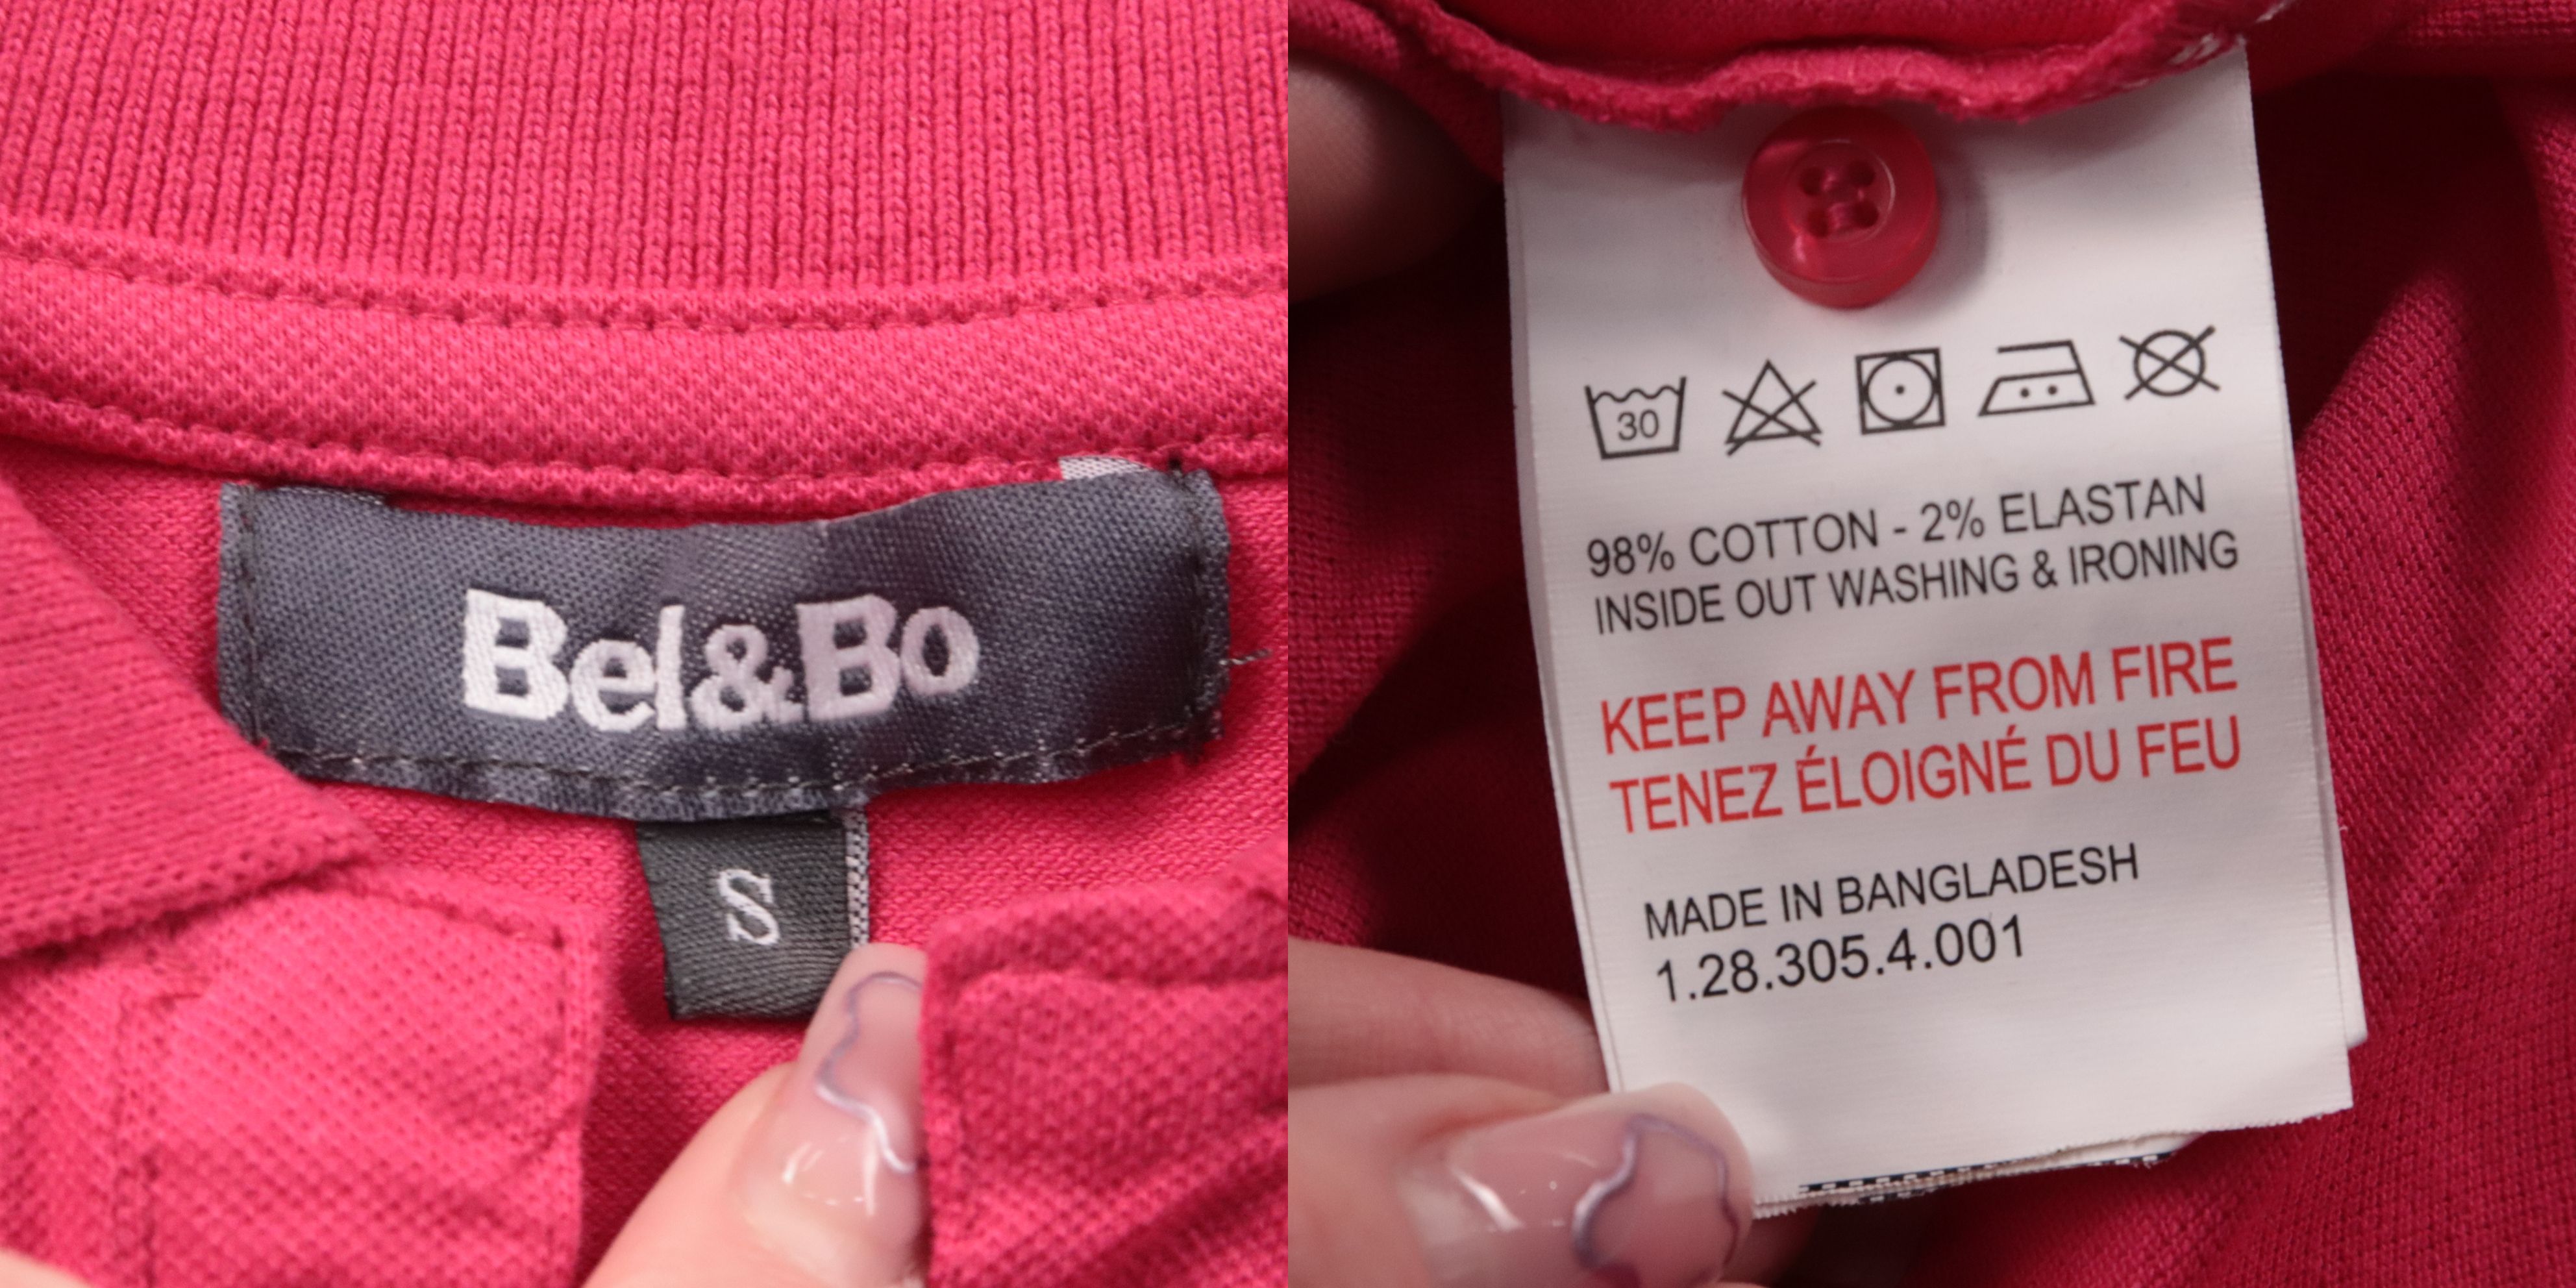 Bel&Bo
S
30
98% COTTON - 2% ELASTAN
INSIDE OUT WASHING & IRONING
KEEP AWAY FROM FIRE
TENEZ ÉLOIGNÉ DU FEU
MADE IN BANGLADESH
1.28.305.4.001